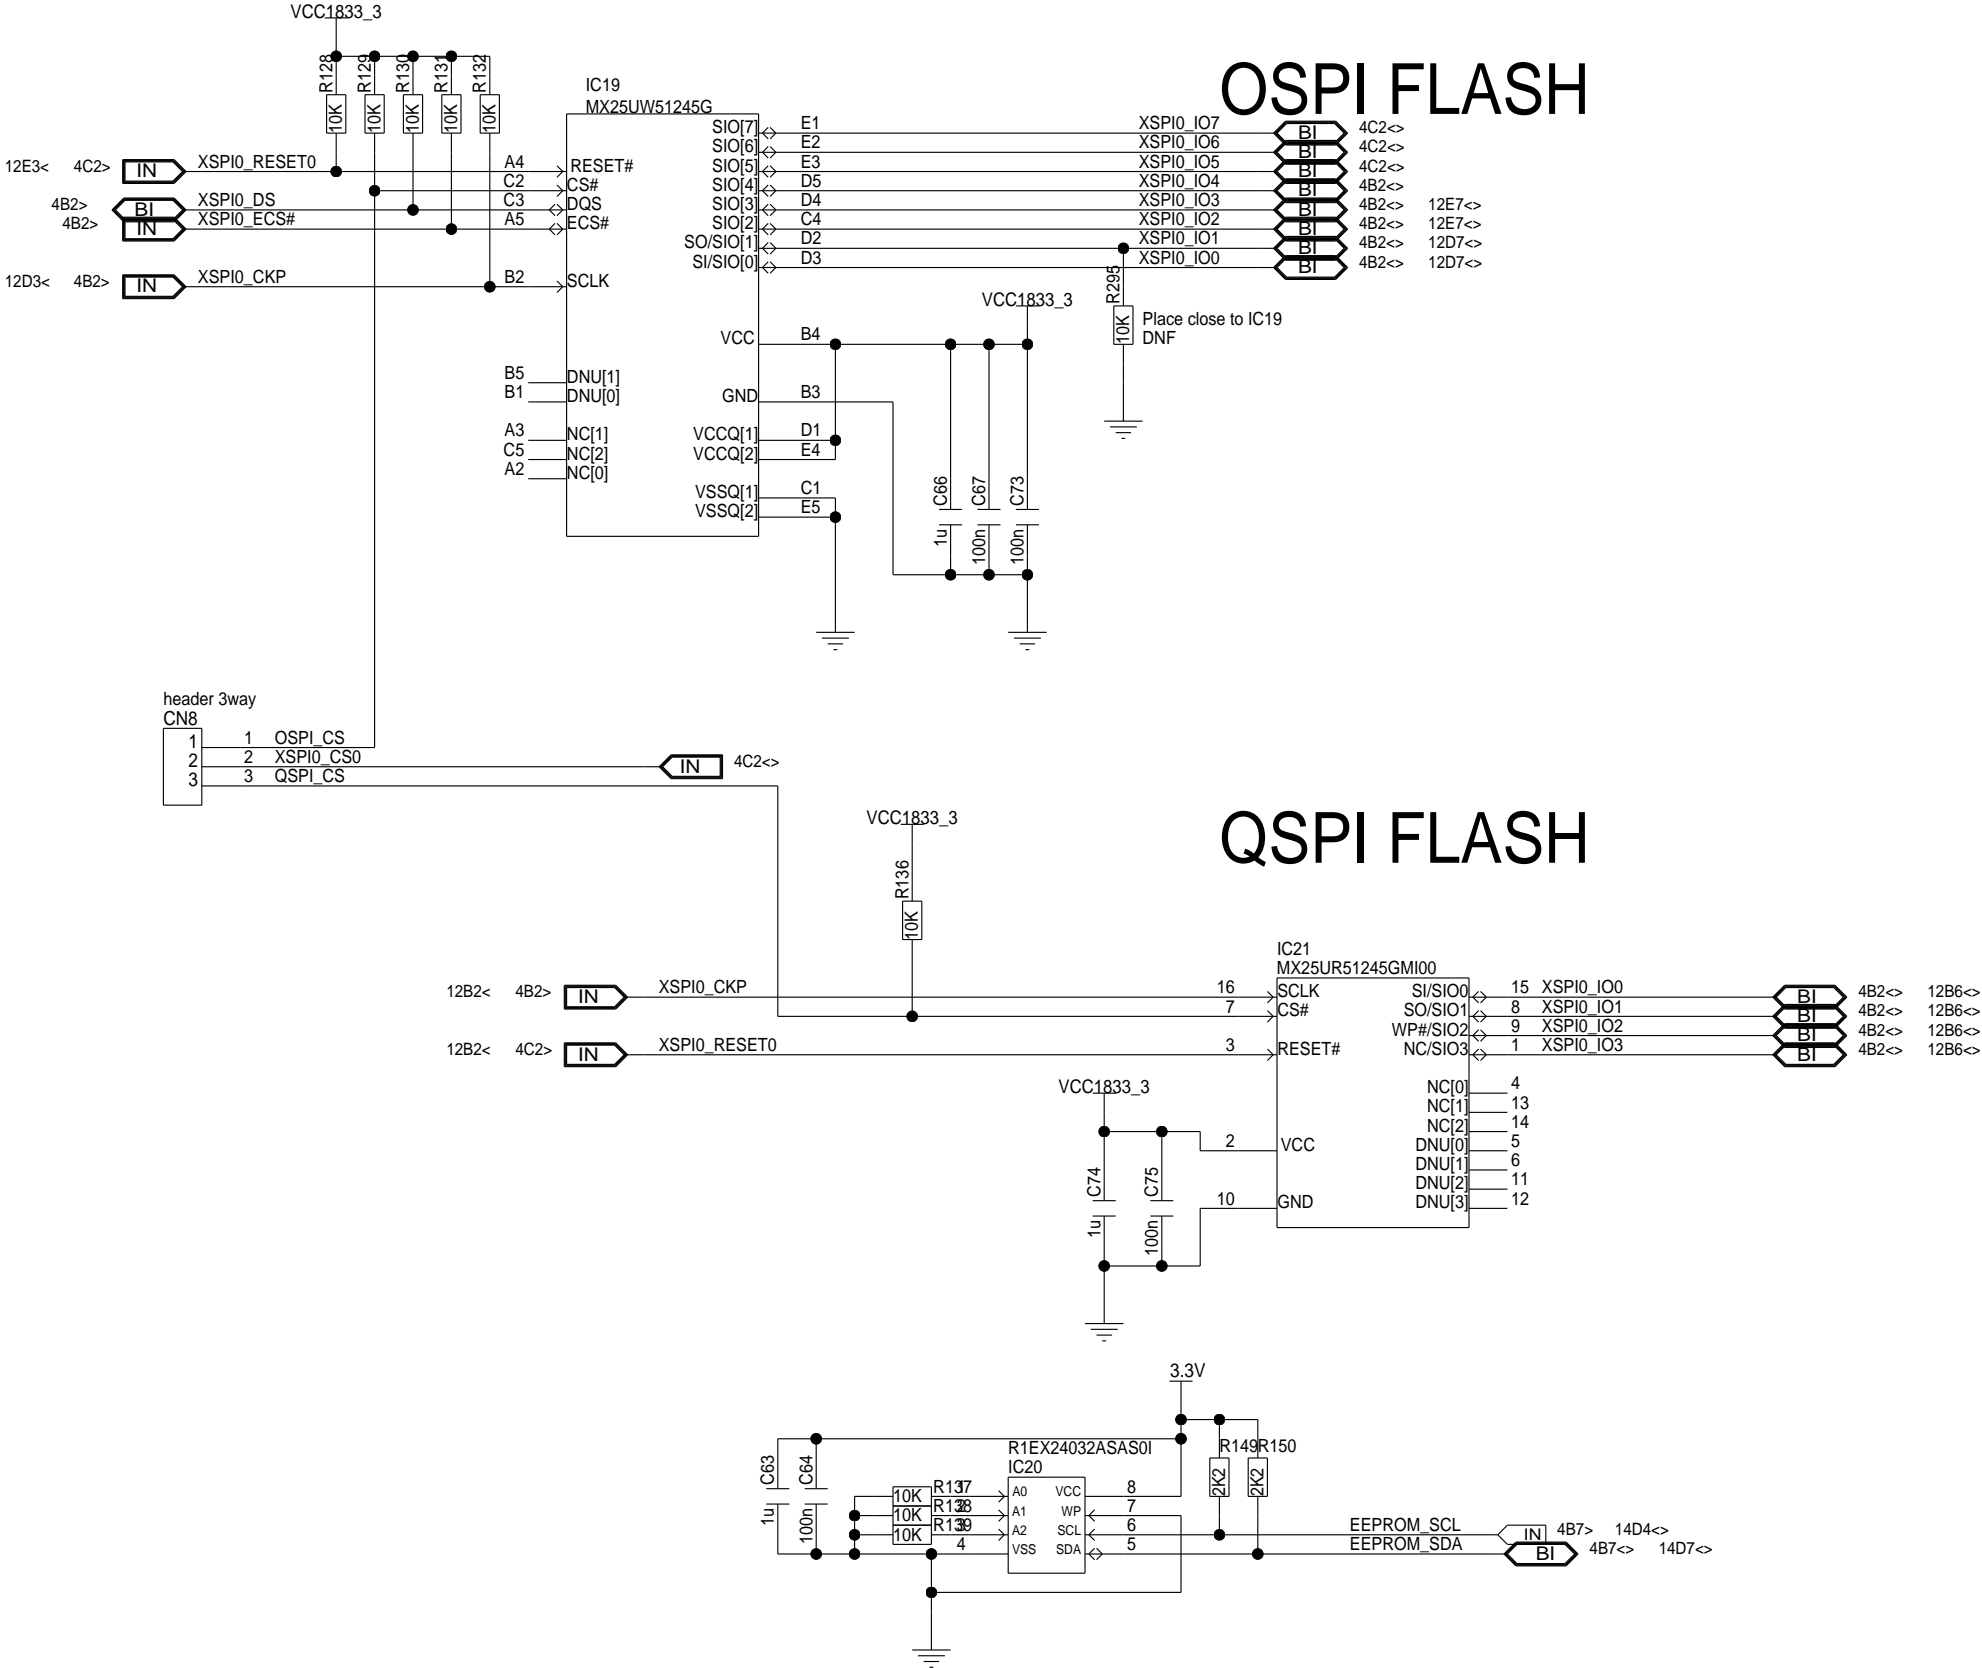 VCC1833_3
R128 R129 R130 R131 R132
10K 10K 10K 10K 10K
IC19
MX25UW51245G
OSPI FLASH
12E3< 4C2> IN XSPI0_RESET0 A4 RESET#
C2 CS#
4B2> BI XSPI0_DS C3 DQS
4B2> IN XSPI0_ECS# A5 ECS#
12D3< 4B2> IN XSPI0_CKP B2 SCLK
B5 DNU[1]
B1 DNU[0]
A3 NC[1]
C5 NC[2]
A2 NC[0]
SIO[7] E1 XSPI0_IO7 BI 4C2<>
SIO[6] E2 XSPI0_IO6 BI 4C2<>
SIO[5] E3 XSPI0_IO5 BI 4C2<>
SIO[4] D5 XSPI0_IO4 BI 4B2<>
SIO[3] D4 XSPI0_IO3 BI 4B2<> 12E7<>
SIO[2] C4 XSPI0_IO2 BI 4B2<> 12E7<>
SO/SIO[1] D2 XSPI0_IO1 BI 4B2<> 12D7<>
SI/SIO[0] D3 XSPI0_IO0 BI 4B2<> 12D7<>
VCC B4
GND B3
VCCQ[1] D1
VCCQ[2] E4
VSSQ[1] C1
VSSQ[2] E5
VCC1833_3
R295
10K
Place close to IC19
DNF
C66 C67 C73
1u 100n 100n
header 3way
CN8
1 1 OSPI_CS
2 2 XSPI0_CS0 IN 4C2<>
3 3 QSPI_CS
VCC1833_3
R136
10K
QSPI FLASH
IC21
MX25UR51245GMI00
12B2< 4B2> IN XSPI0_CKP 16 SCLK
7 CS#
12B2< 4C2> IN XSPI0_RESET0 3 RESET#
SI/SIO0 15 XSPI0_IO0 BI 4B2<> 12B6<>
SO/SIO1 8 XSPI0_IO1 BI 4B2<> 12B6<>
WP#/SIO2 9 XSPI0_IO2 BI 4B2<> 12B6<>
NC/SIO3 1 XSPI0_IO3 BI 4B2<> 12B6<>
NC[0] 4
NC[1] 13
NC[2] 14
DNU[0] 5
DNU[1] 6
DNU[2] 11
DNU[3] 12
VCC1833_3
2 VCC
10 GND
C74 C75
1u 100n
3.3V
R1EX24032ASAS0I
IC20
R149 R150
2K2 2K2
C63 C64
1u 100n
10K R137 1 A0
10K R138 2 A1
10K R139 3 A2
4 VSS
VCC 8
WP 7
SCL 6 EEPROM_SCL IN 4B7> 14D4<>
SDA 5 EEPROM_SDA BI 4B7<> 14D7<>